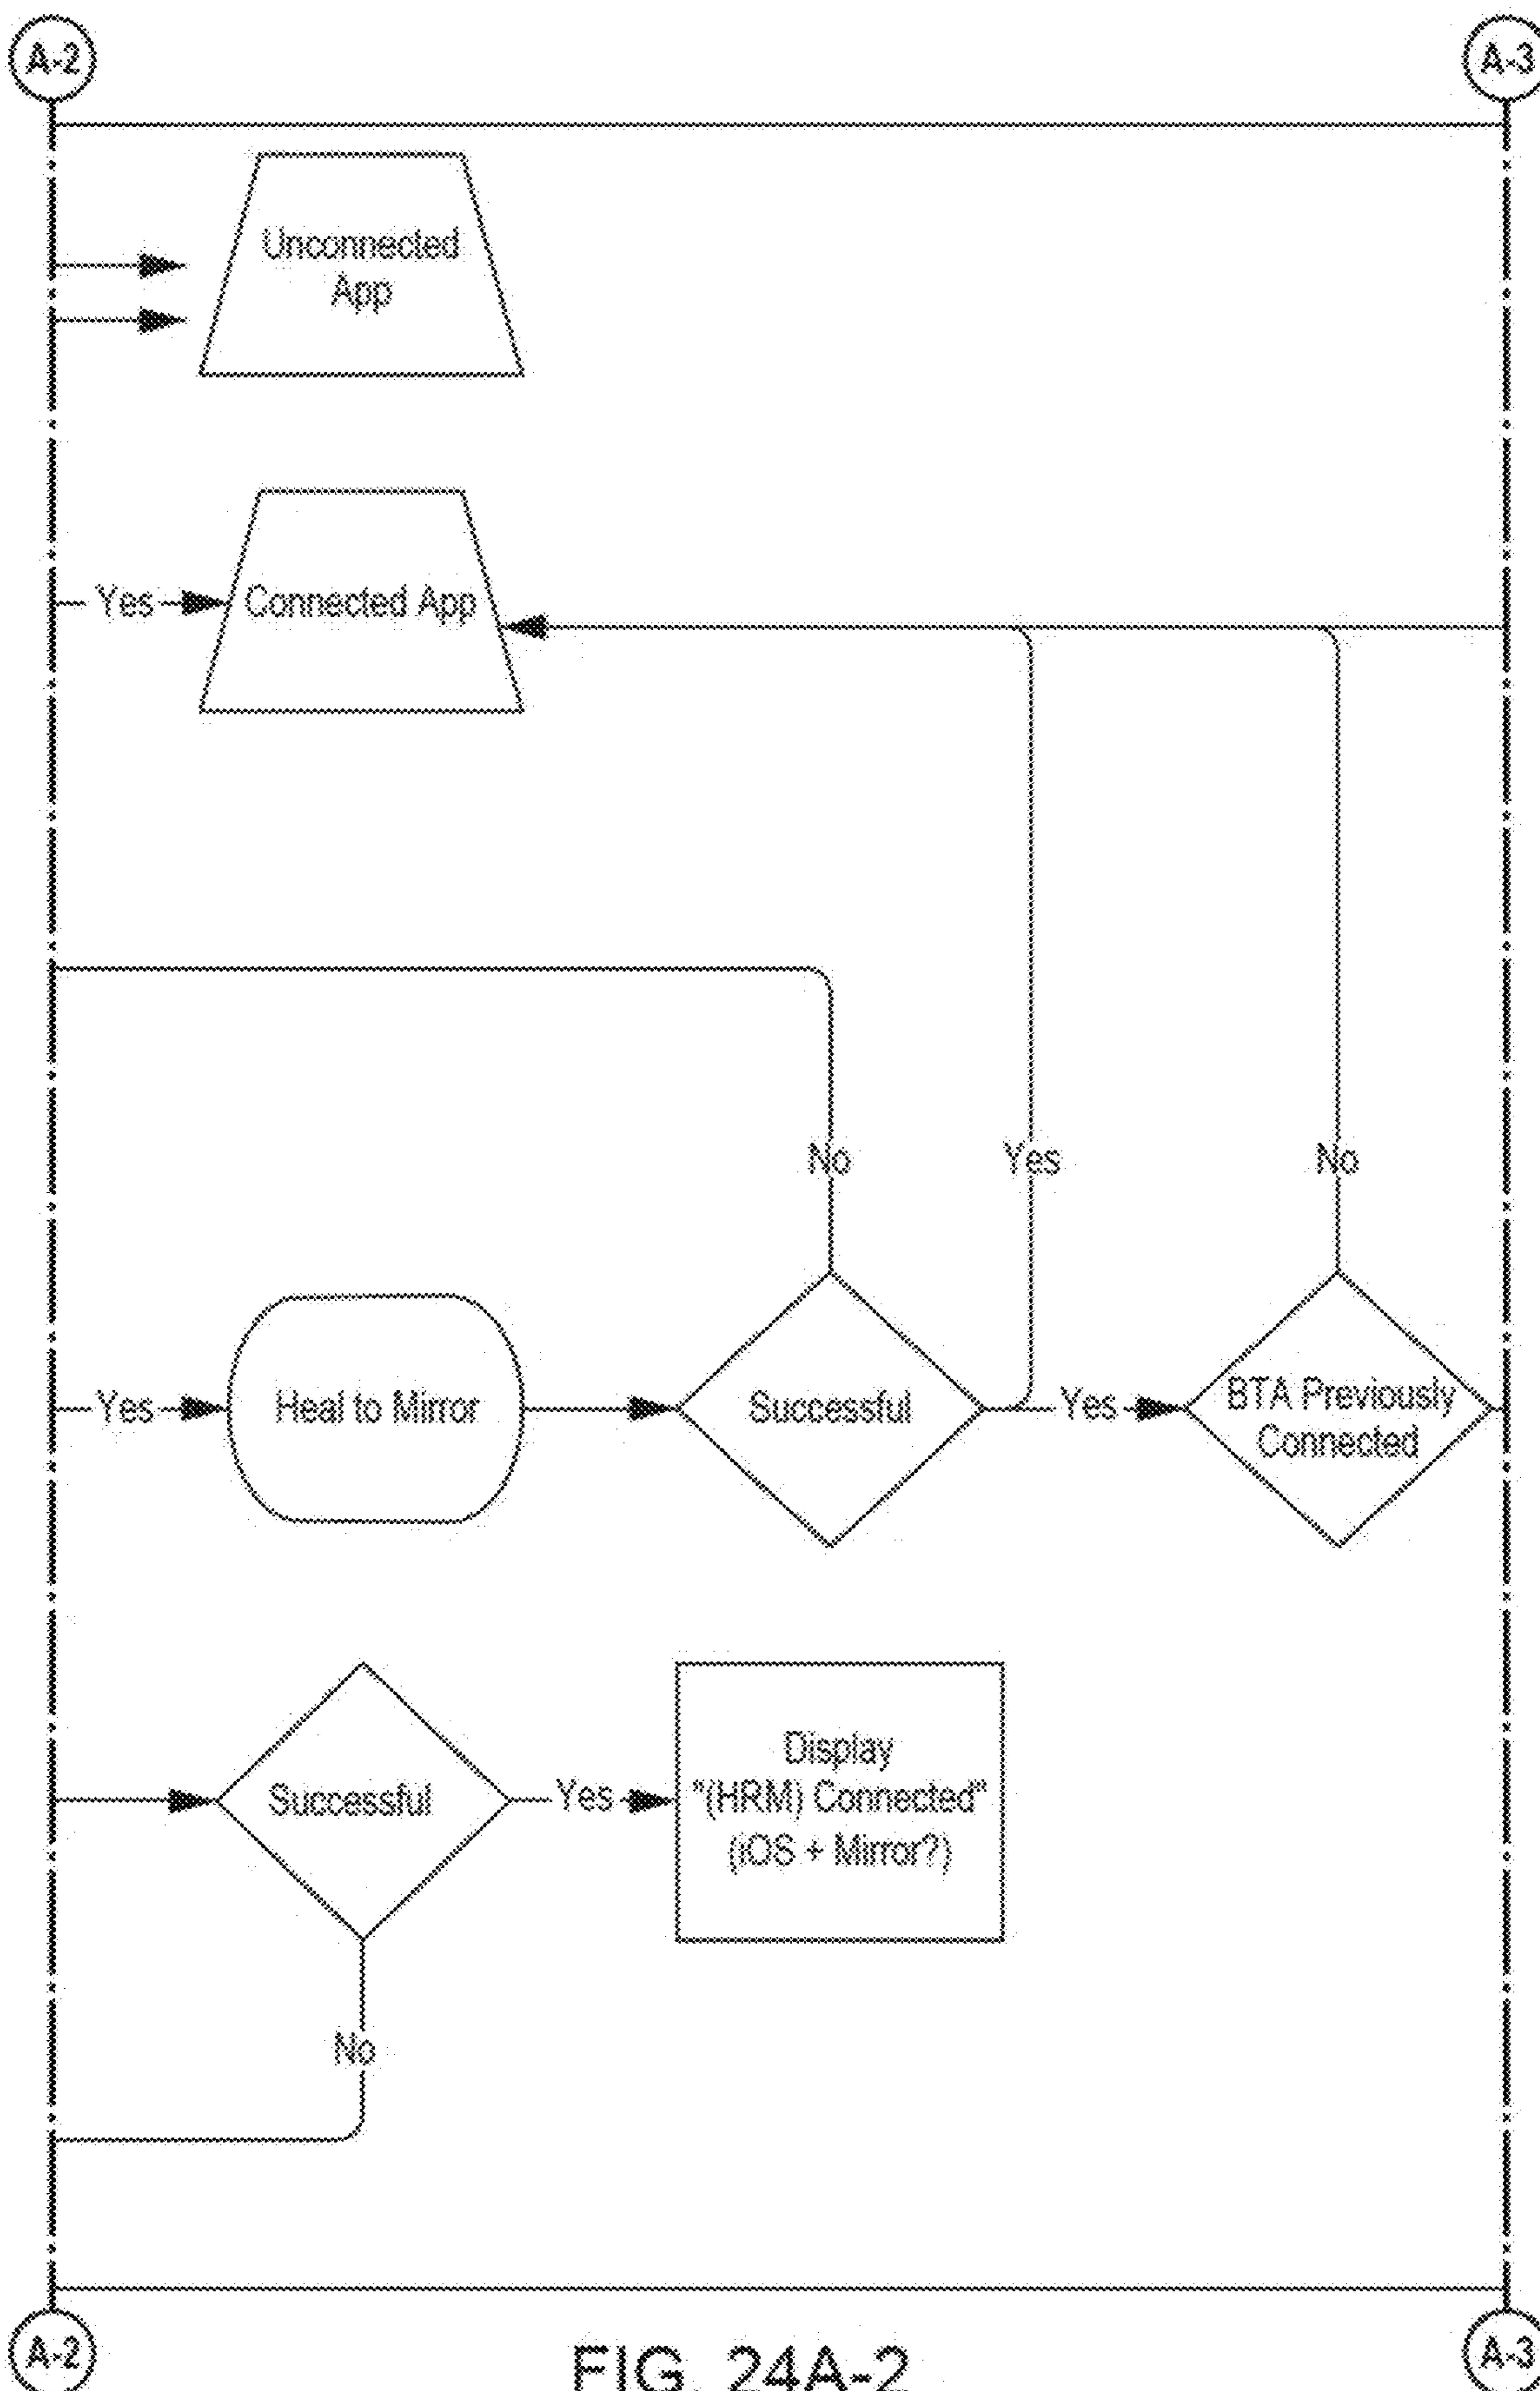 A-2
A-3
Unconnected
App
Yes
Connected App
No
Yes
No
Yes
Heal to Mirror
Successful
Yes
BTA Previously
Connected
Successful
Yes
Display
"(HRM) Connected"
(iOS + Mirror?)
No
A-2
A-3
FIG. 24A-2